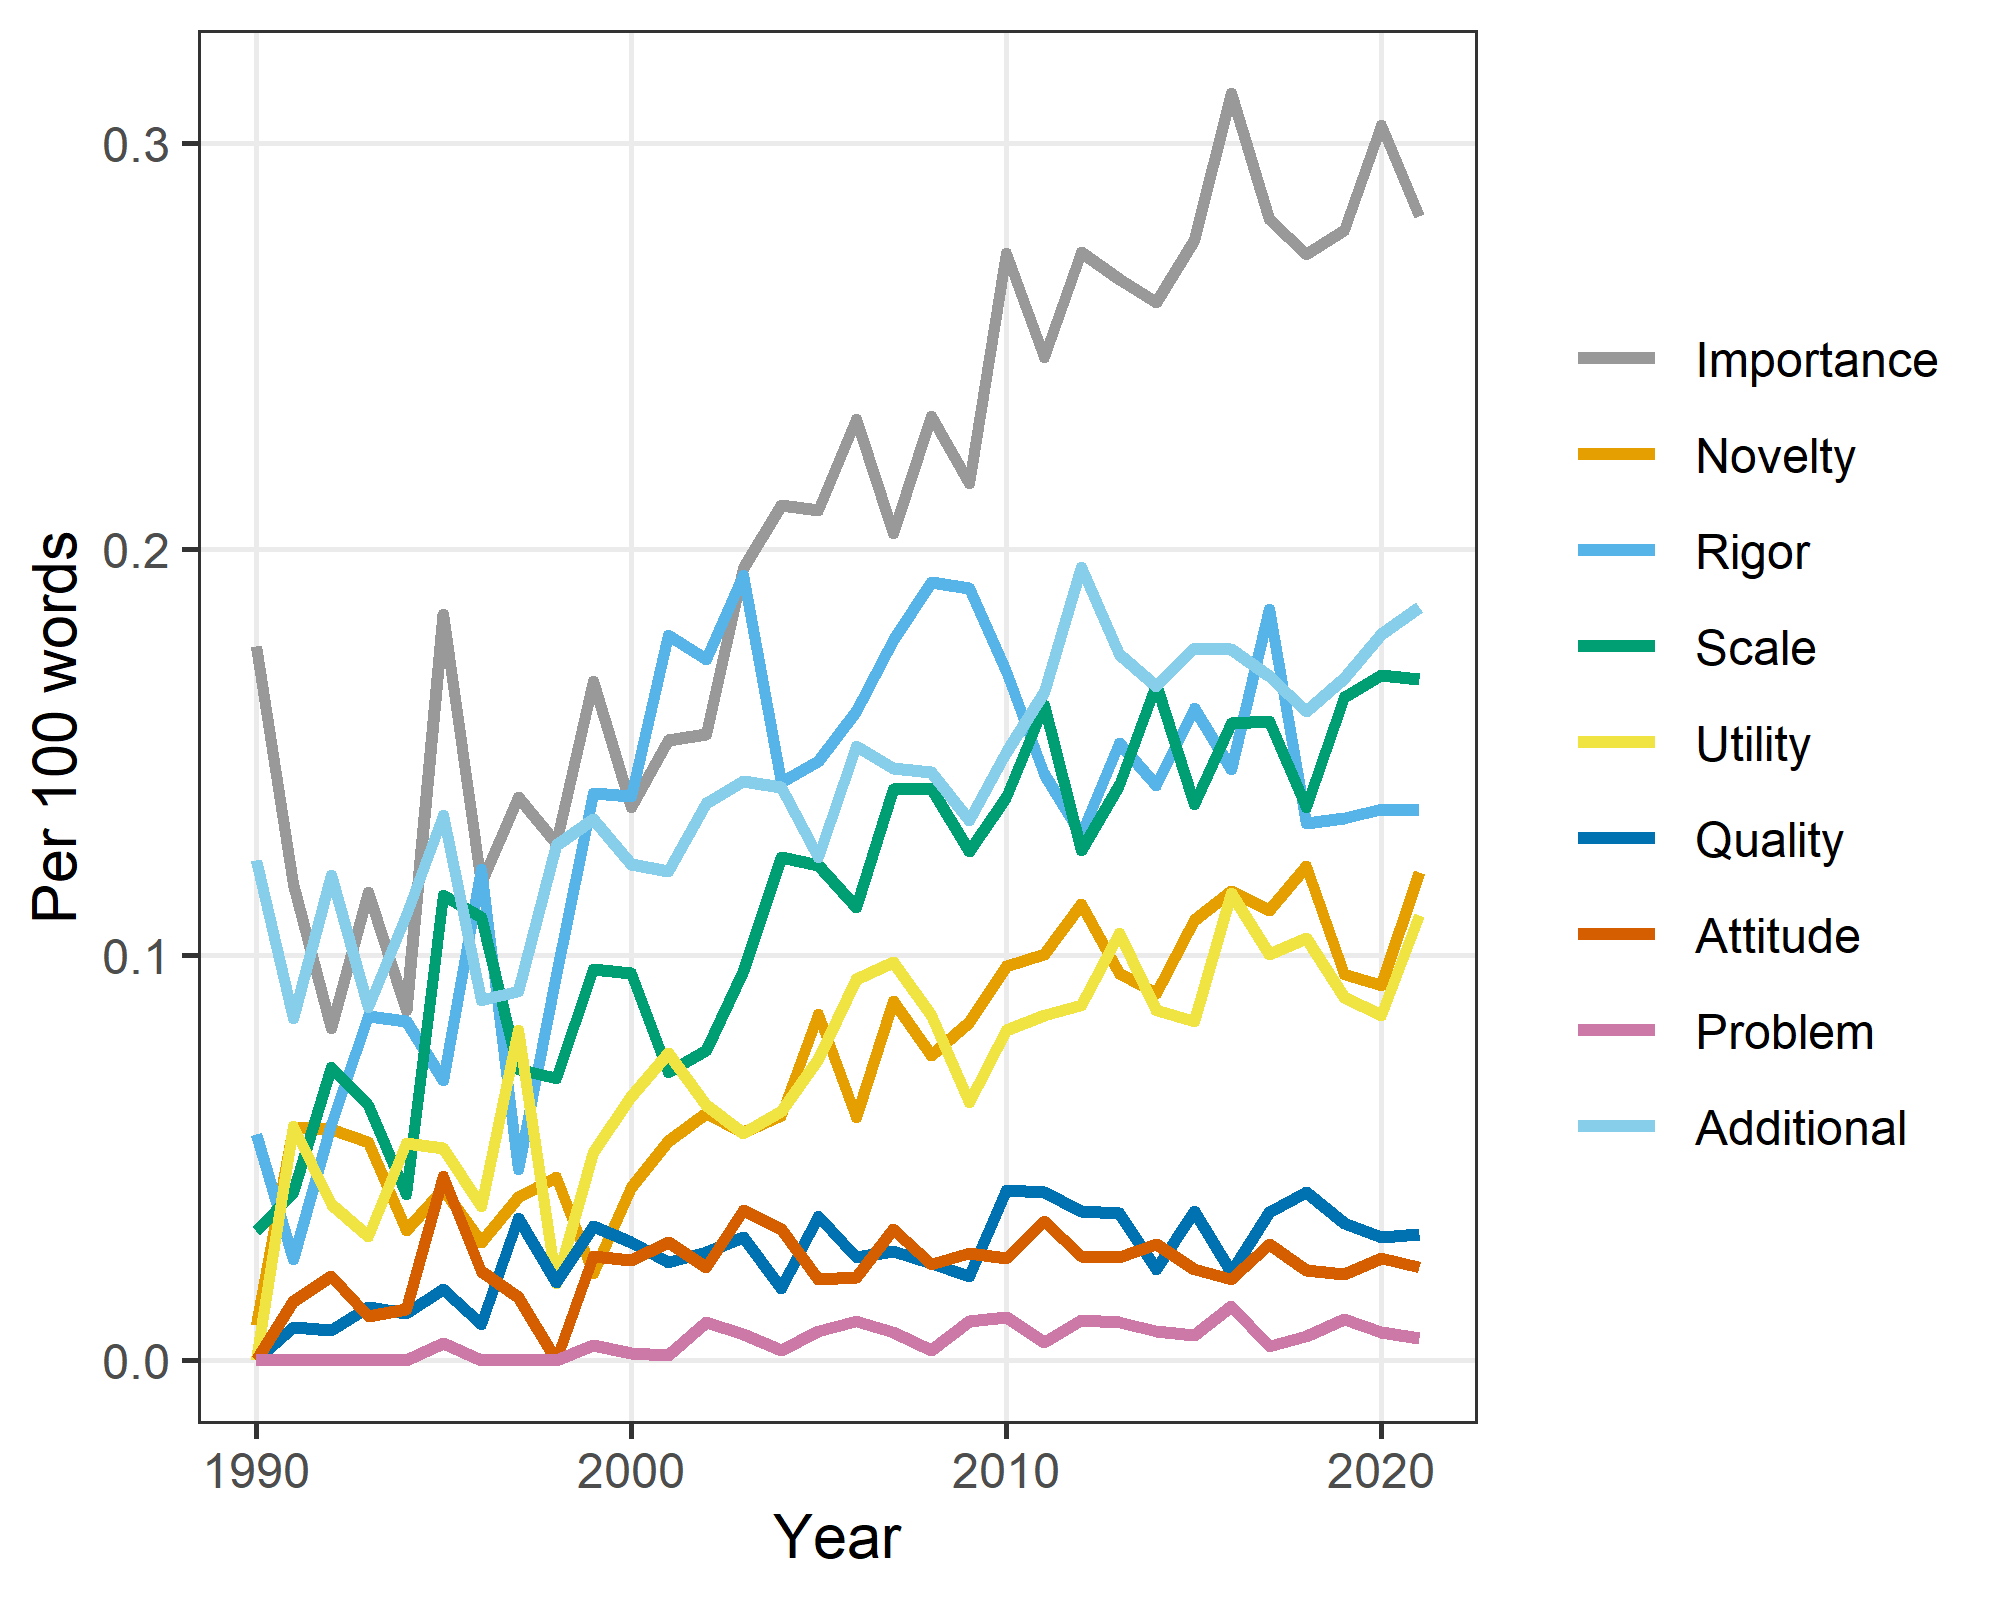 0.3
0.2
0.1
0.0
Per 100 words
1990
2000
2010
2020
Year
Importance
Novelty
Rigor
Scale
Utility
Quality
Attitude
Problem
Additional